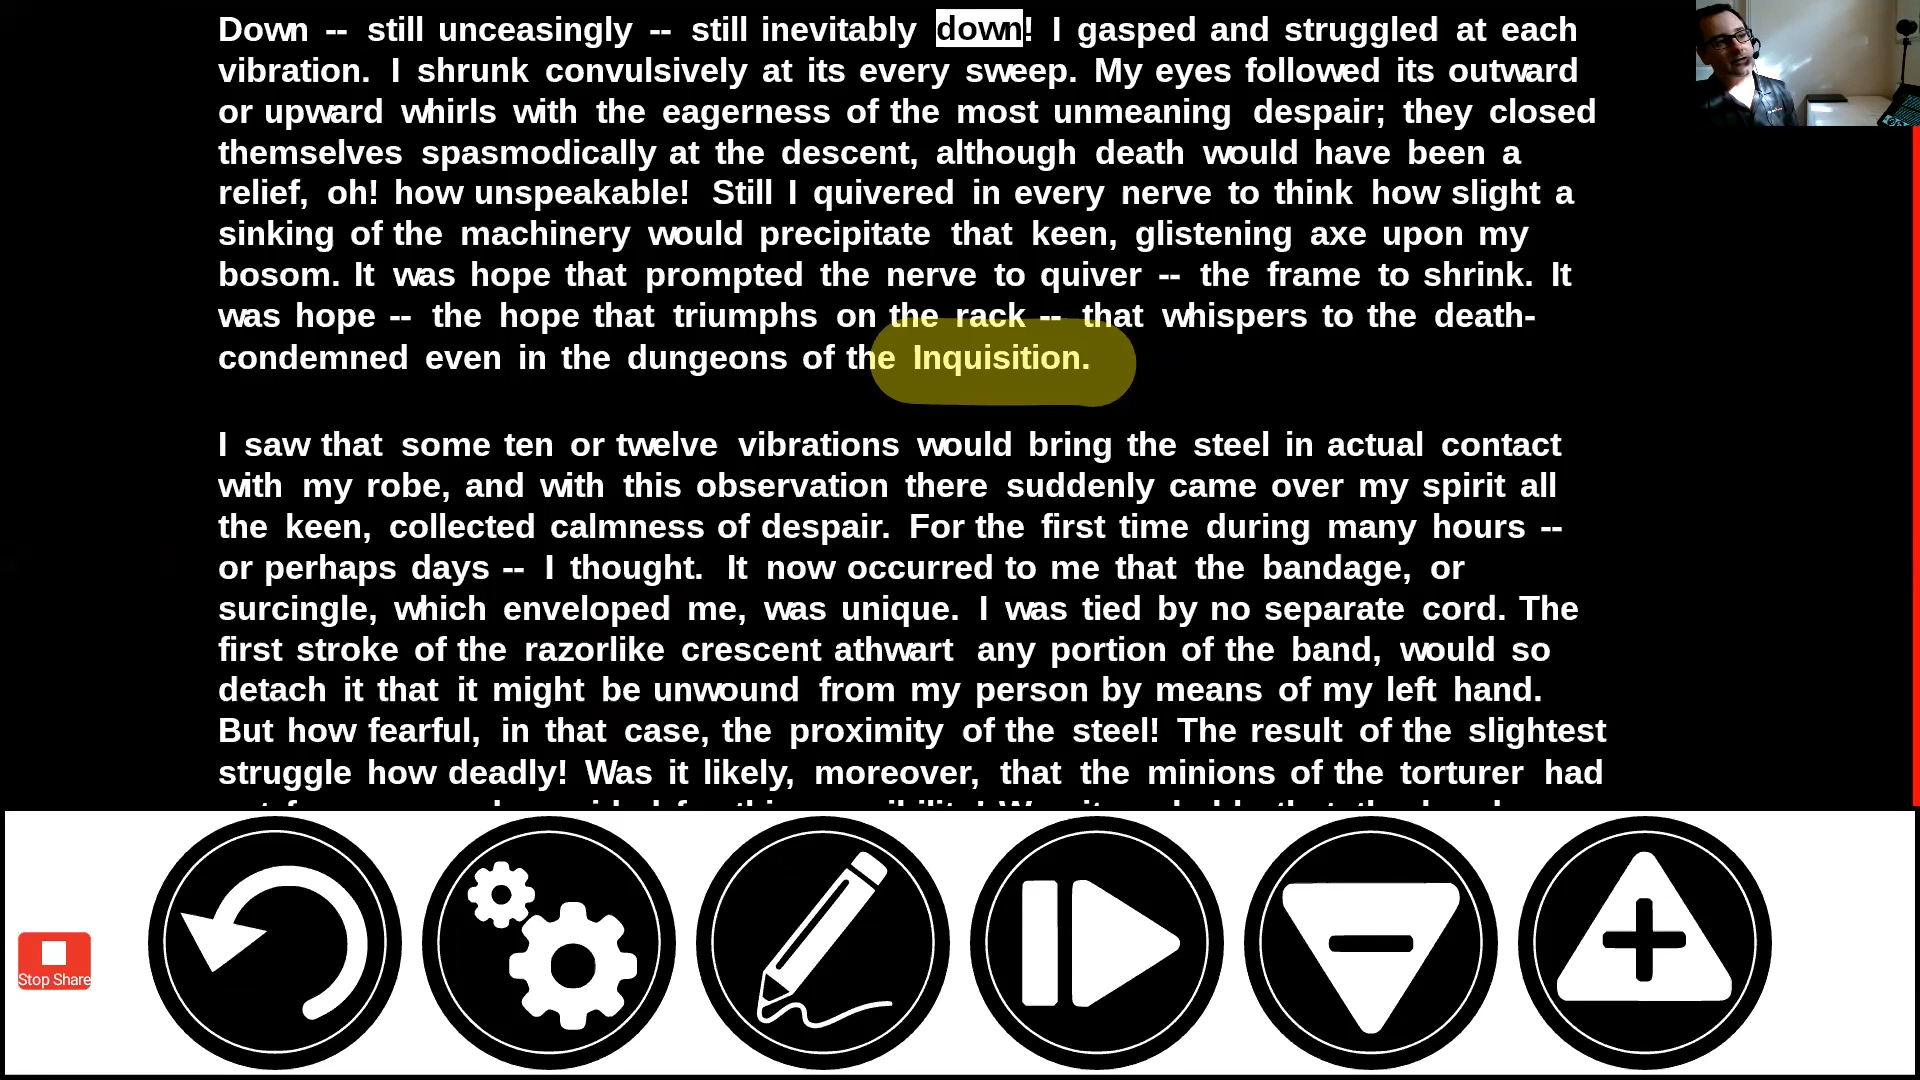 Down -- still unceasingly -- still inevitably down! I gasped and struggled at each
vibration. I shrunk convulsively at its every sweep. My eyes followed its outward
or upward whirls with the eagerness of the most unmeaning despair; they closed
themselves spasmodically at the descent, although death would have been a
relief, oh! how unspeakable! Still I quivered in every nerve to think how slight a
sinking of the machinery would precipitate that keen, glistening axe upon my
bosom. It was hope that prompted the nerve to quiver -- the frame to shrink. It
was hope -- the hope that triumphs on the rack -- that whispers to the death-
condemned even in the dungeons of the Inquisition.
I saw that some ten or twelve vibrations would bring the steel in actual contact
with my robe, and with this observation there suddenly came over my spirit all
the keen, collected calmness of despair. For the first time during many hours --
or perhaps days -- I thought. It now occurred to me that the bandage, or
surcingle, which enveloped me, was unique. I was tied by no separate cord. The
first stroke of the razorlike crescent athwart any portion of the band, would so
detach it that it might be unwound from my person by means of my left hand.
But how fearful, in that case, the proximity of the steel! The result of the slightest
struggle how deadly! Was it likely, moreover, that the minions of the torturer had
Stop Share